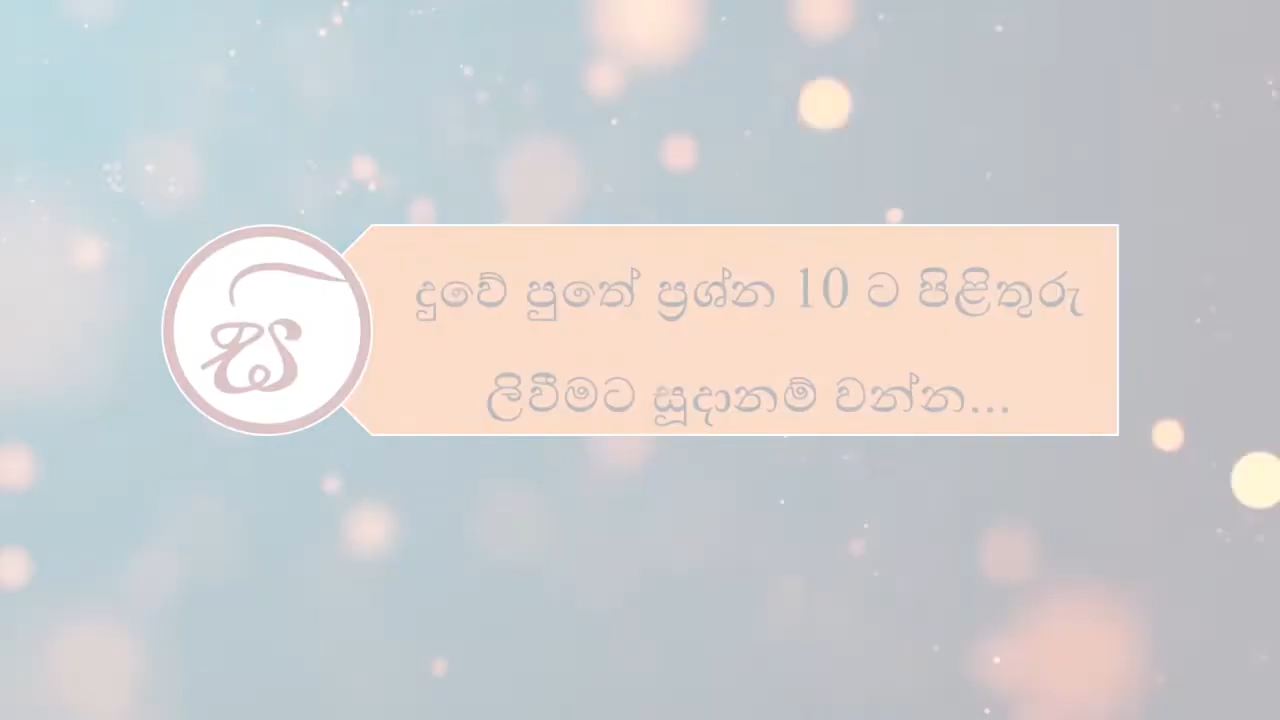 සි
දුවේ පුතේ ප්‍රශ්න 10 ට පිළිතුරු
ලිවීමට සූදානම් වන්න...